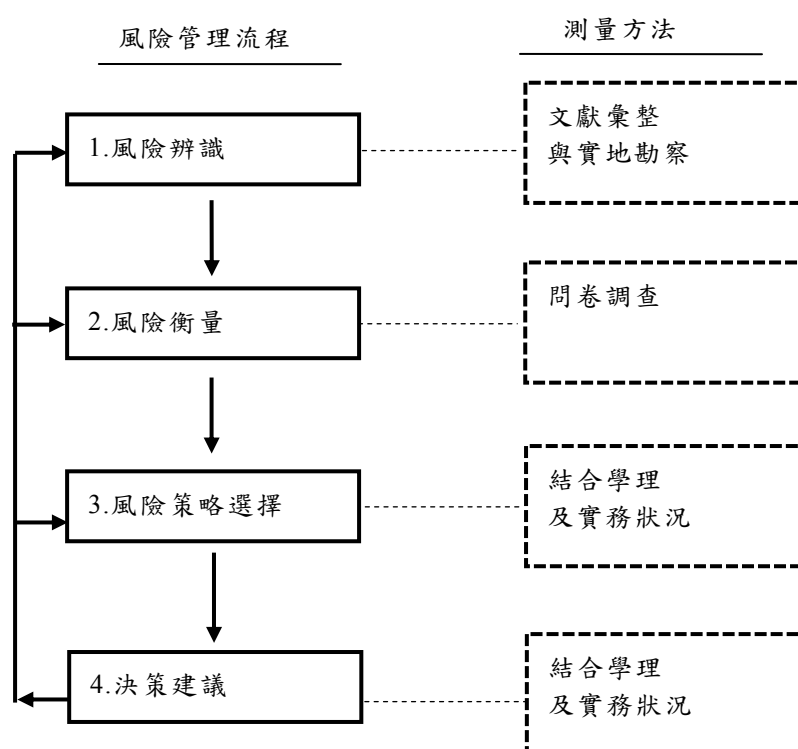 風險管理流程
測量方法
1.風險辨識
文獻彙整
與實地勘察
2.風險衡量
問卷調查
3.風險策略選擇
結合學理
及實務狀況
4.決策建議
結合學理
及實務狀況